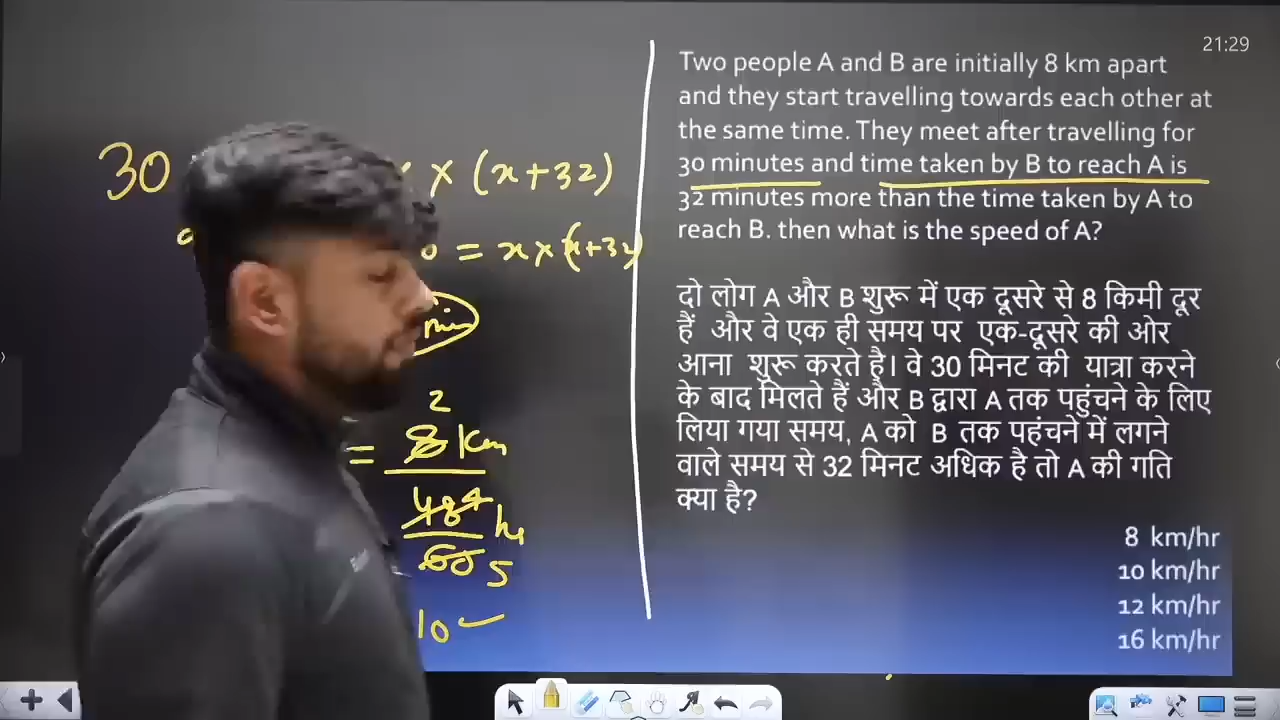 21:29
30 × (x+32)
0 = x×(x+32)
min
2
= 8 Km
48 4
hr
60 5
10
Two people A and B are initially 8 km apart
and they start travelling towards each other at
the same time. They meet after travelling for
30 minutes and time taken by B to reach A is
32 minutes more than the time taken by A to
reach B. then what is the speed of A?
दो लोग A और B शुरू में एक दूसरे से 8 किमी दूर
हैं और वे एक ही समय पर एक-दूसरे की ओर
आना शुरू करते है। वे 30 मिनट की यात्रा करने
के बाद मिलते हैं और B द्वारा A तक पहुंचने के लिए
लिया गया समय, A को B तक पहंचने में लगने
वाले समय से 32 मिनट अधिक है तो A की गति
क्या है?
8 km/hr
10 km/hr
12 km/hr
16 km/hr